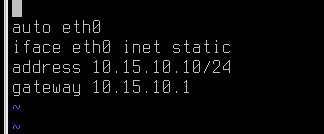 auto eth0
iface eth0 inet static
address 10.15.10.10/24
gateway 10.15.10.1
~
~